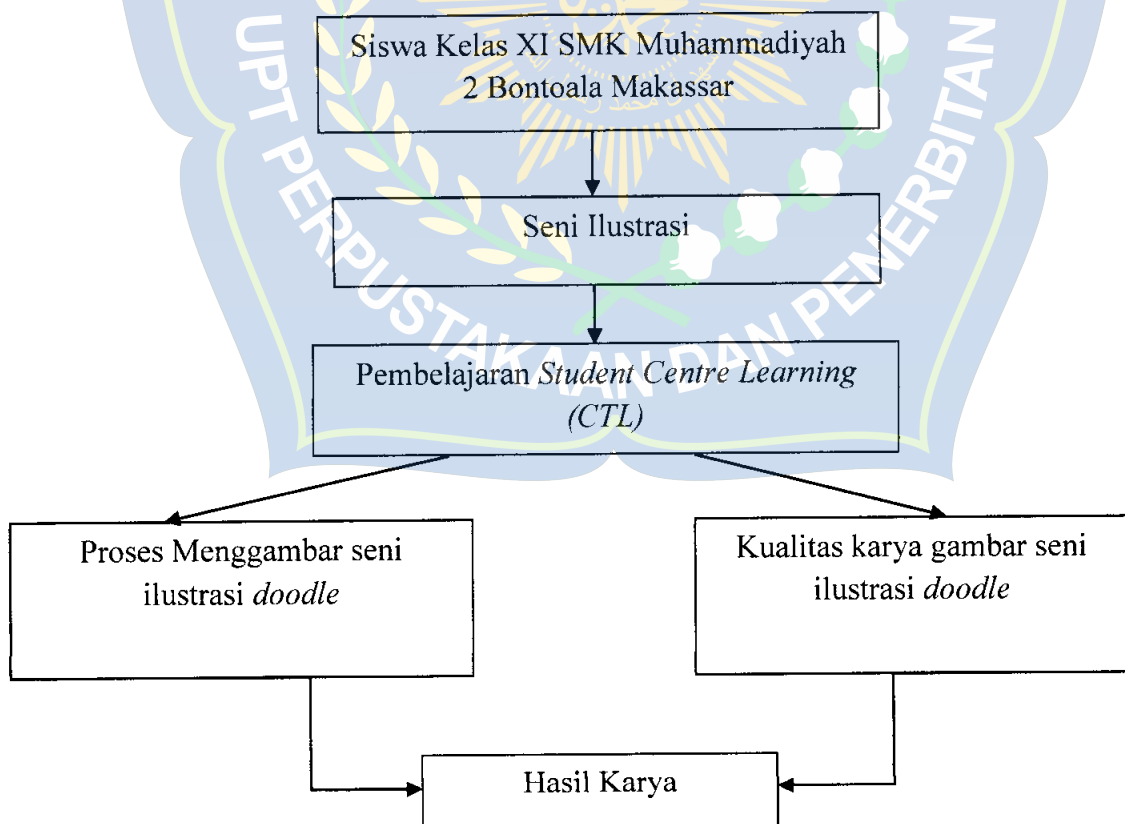 Siswa Kelas XI SMK Muhammadiyah
2 Bontoala Makassar
Seni Ilustrasi
Pembelajaran Student Centre Learning
(CTL)
Proses Menggambar seni
ilustrasi doodle
Kualitas karya gambar seni
ilustrasi doodle
Hasil Karya
UPT PERPUSTAKAAN DAN PENERBITAN